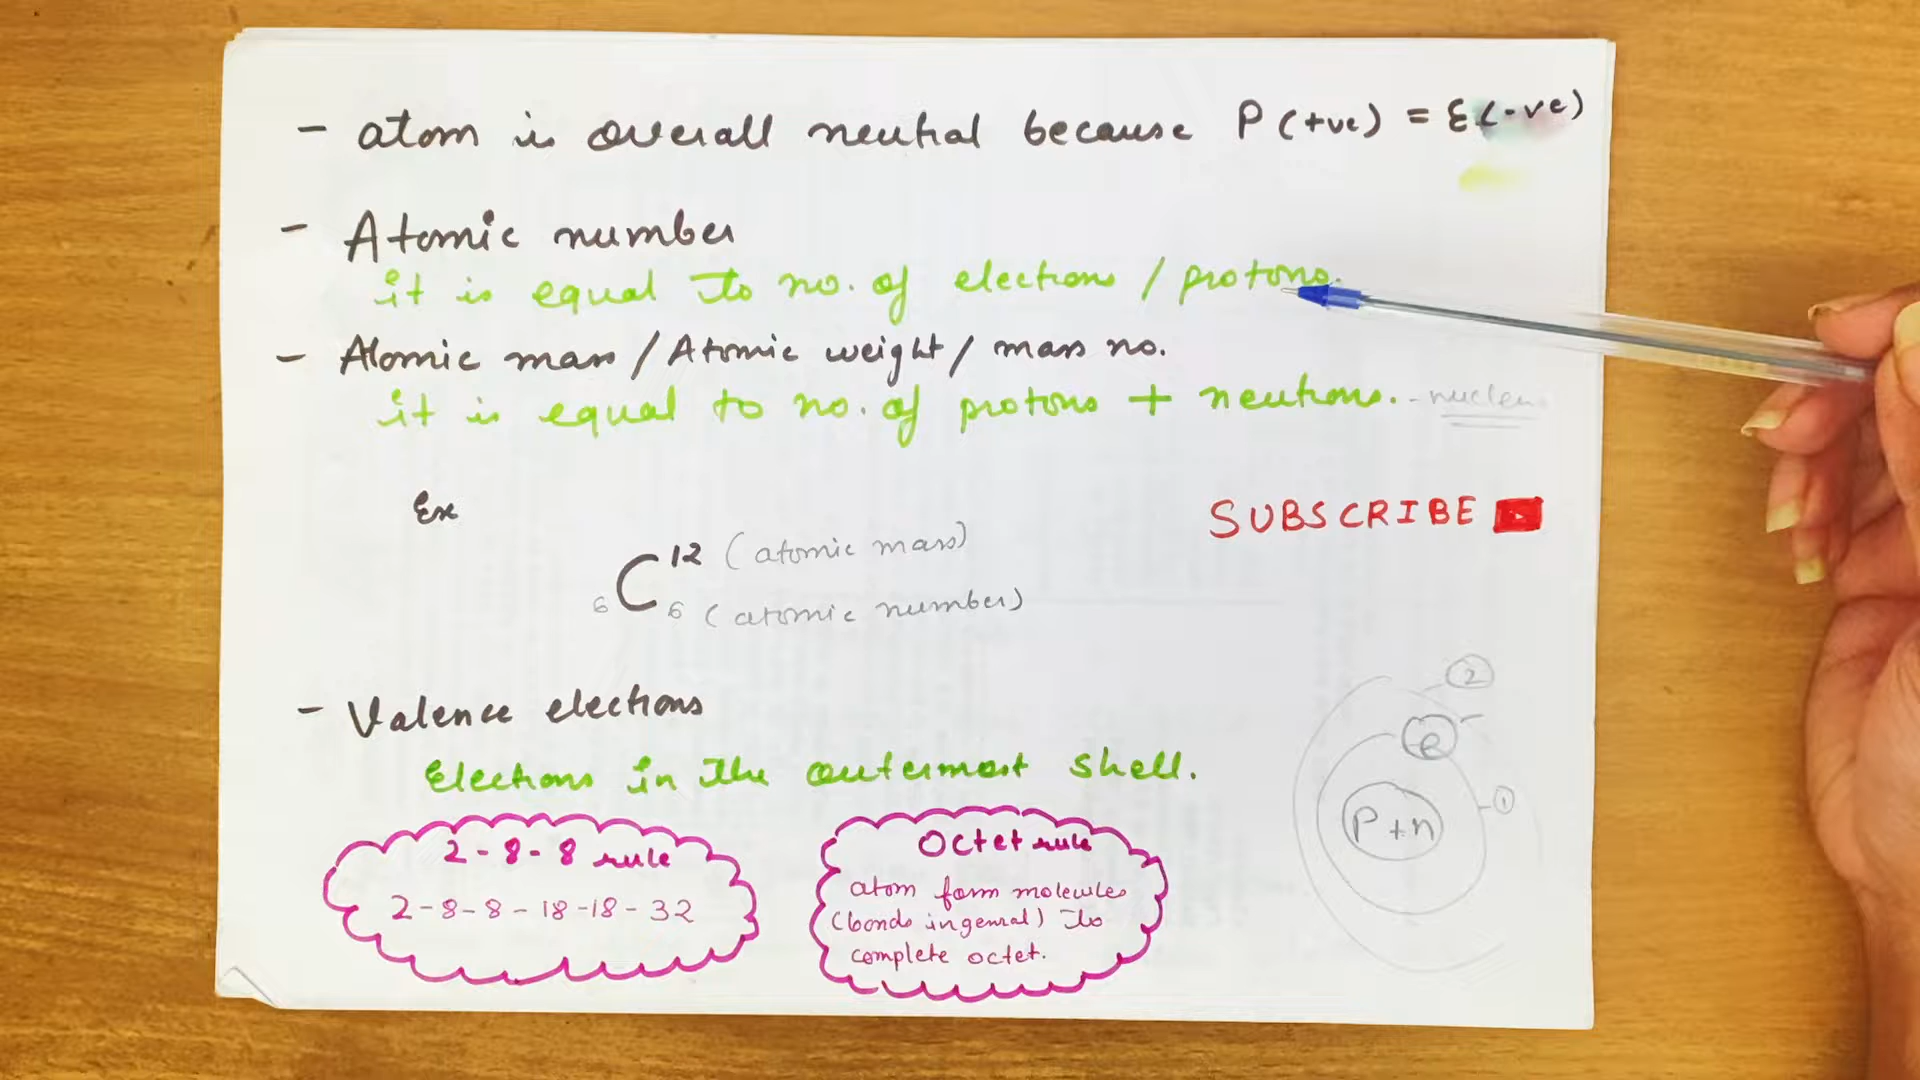 - atom is overall neutral because P (+ve) = E(-ve)
- Atomic number
it is equal to no. of electrons / protons.
- Atomic mass / Atomic weight / mass no.
it is equal to no. of protons + neutrons. - nucleus
Ex
SUBSCRIBE
6 C 12 (atomic mass)
6 (atomic number)
- Valence electrons
Electrons in the outermost shell.
2 - 8 - 8 rule
2 - 8 - 8 - 18 - 18 - 32
Octet rule
atom form molecules
(bonds in general) to
complete octet.
2
e
1
P + n